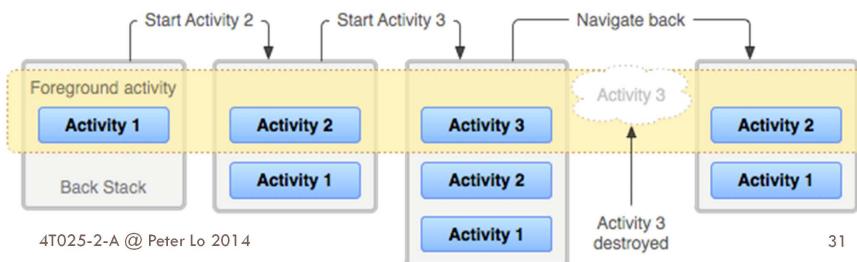 Start Activity 2
Start Activity 3
Navigate back
Foreground activity
Activity 3
Activity 1
Activity 2
Activity 3
Activity 2
Back Stack
Activity 1
Activity 2
Activity 1
Activity 1
Activity 3
destroyed
4T025-2-A @ Peter Lo 2014
31